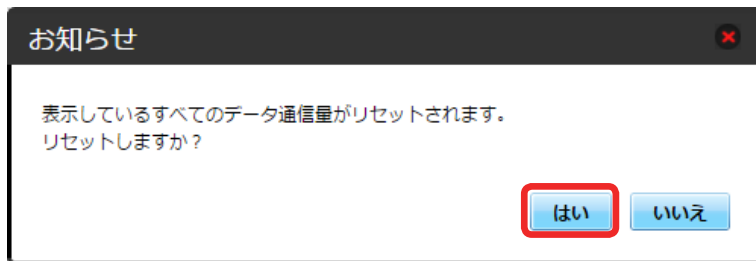 お知らせ
表示しているすべてのデータ通信量がリセットされます。
リセットしますか？
はい
いいえ